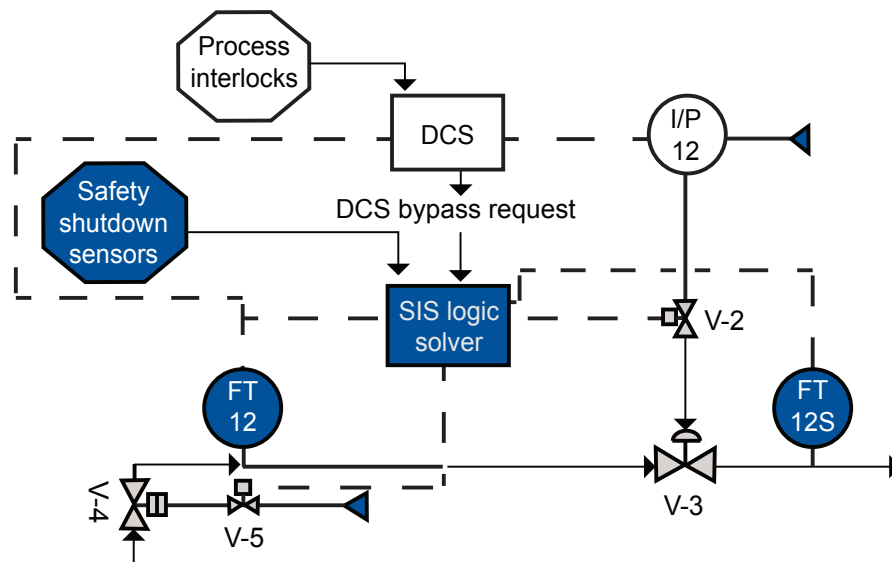 Process
interlocks
DCS
I/P
12
Safety
shutdown
sensors
DCS bypass request
SIS logic
solver
V-2
FT
12
FT
12S
V-4
V-5
V-3